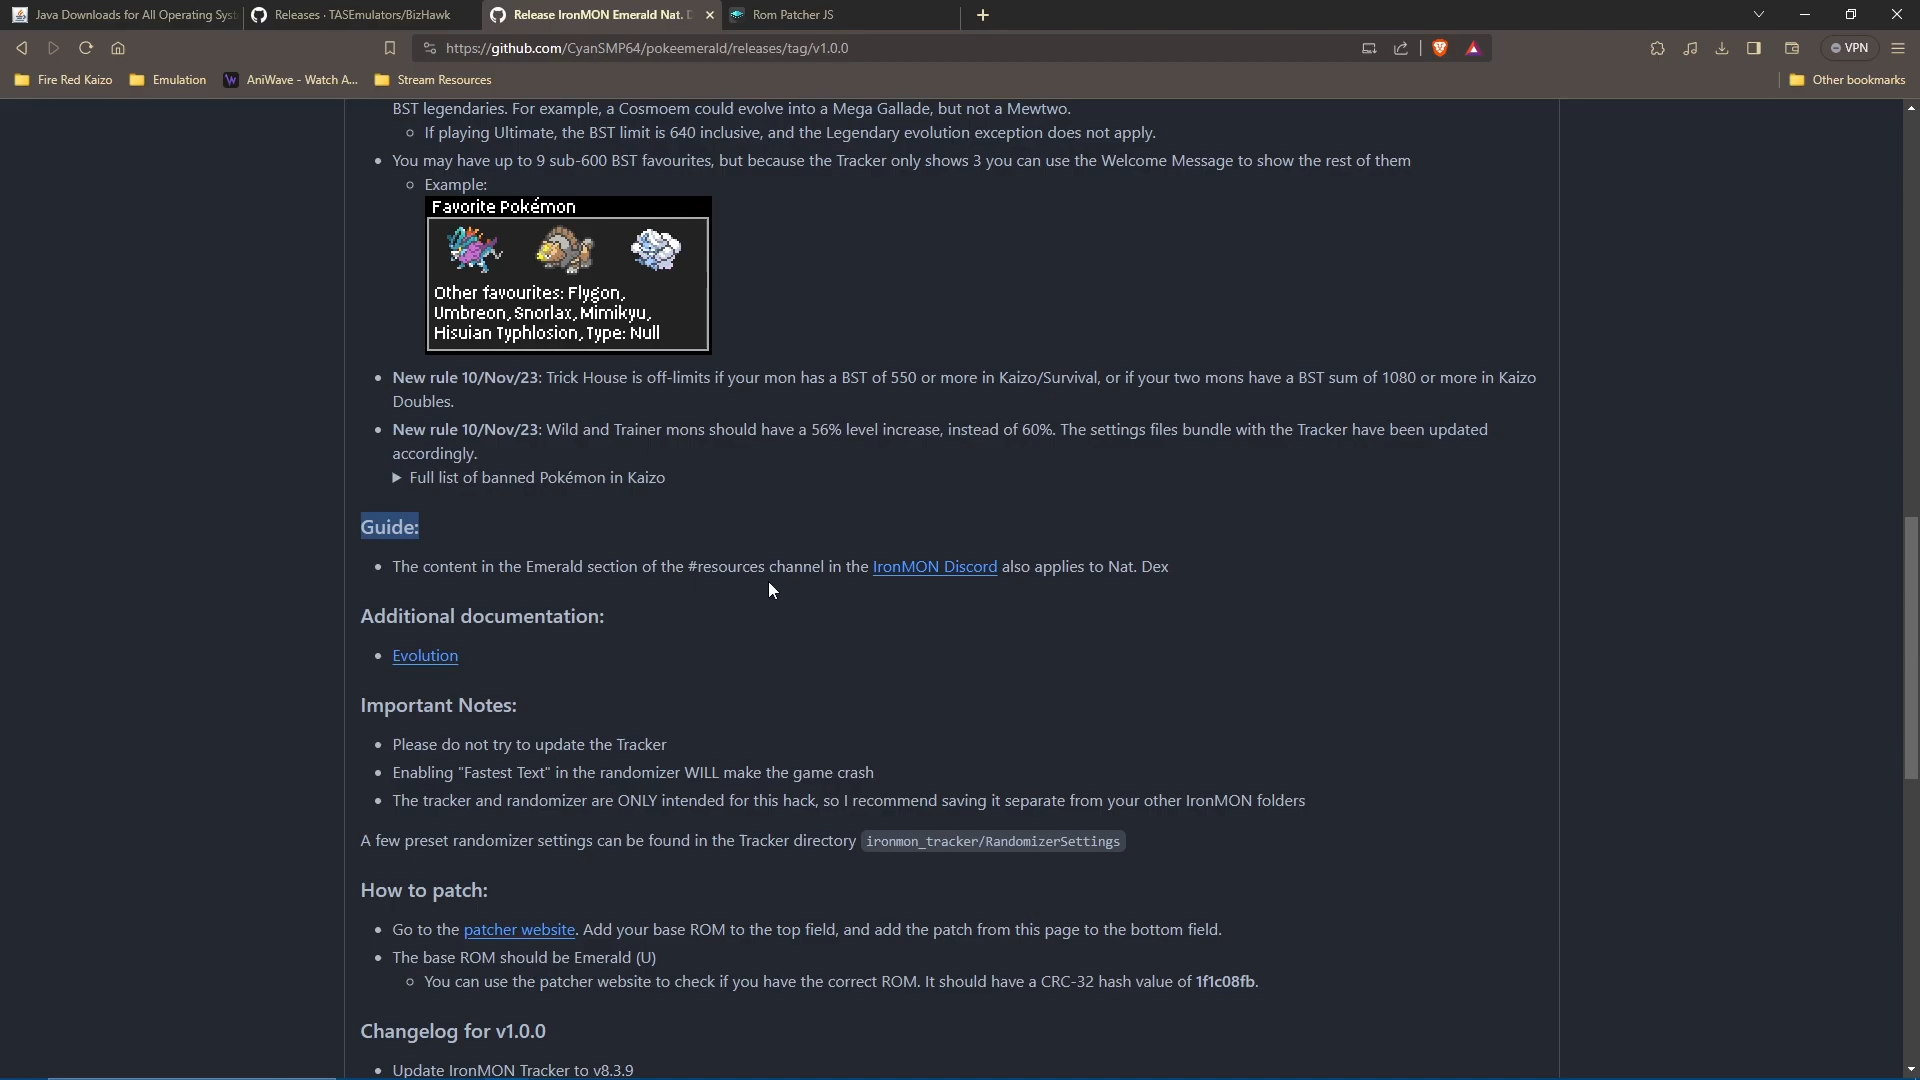 Java Downloads for All Operating Syst
Releases · TASEmulators/BizHawk
Release IronMON Emerald Nat. D
Rom Patcher JS
https://github.com/CyanSMP64/pokeemerald/releases/tag/v1.0.0
VPN
Fire Red Kaizo
Emulation
AniWave - Watch A...
Stream Resources
Other bookmarks
BST legendaries. For example, a Cosmoem could evolve into a Mega Gallade, but not a Mewtwo.
If playing Ultimate, the BST limit is 640 inclusive, and the Legendary evolution exception does not apply.
You may have up to 9 sub-600 BST favourites, but because the Tracker only shows 3 you can use the Welcome Message to show the rest of them
Example:
Favorite Pokémon
Other favourites: Flygon,
Umbreon, Snorlax, Mimikyu,
Hisuian Typhlosion, Type: Null
New rule 10/Nov/23: Trick House is off-limits if your mon has a BST of 550 or more in Kaizo/Survival, or if your two mons have a BST sum of 1080 or more in Kaizo
Doubles.
New rule 10/Nov/23: Wild and Trainer mons should have a 56% level increase, instead of 60%. The settings files bundle with the Tracker have been updated
accordingly.
Full list of banned Pokémon in Kaizo
Guide:
The content in the Emerald section of the #resources channel in the IronMON Discord also applies to Nat. Dex
Additional documentation:
Evolution
Important Notes:
Please do not try to update the Tracker
Enabling "Fastest Text" in the randomizer WILL make the game crash
The tracker and randomizer are ONLY intended for this hack, so I recommend saving it separate from your other IronMON folders
A few preset randomizer settings can be found in the Tracker directory ironmon_tracker/RandomizerSettings
How to patch:
Go to the patcher website. Add your base ROM to the top field, and add the patch from this page to the bottom field.
The base ROM should be Emerald (U)
You can use the patcher website to check if you have the correct ROM. It should have a CRC-32 hash value of 1f1c08fb.
Changelog for v1.0.0
Update IronMON Tracker to v8.3.9